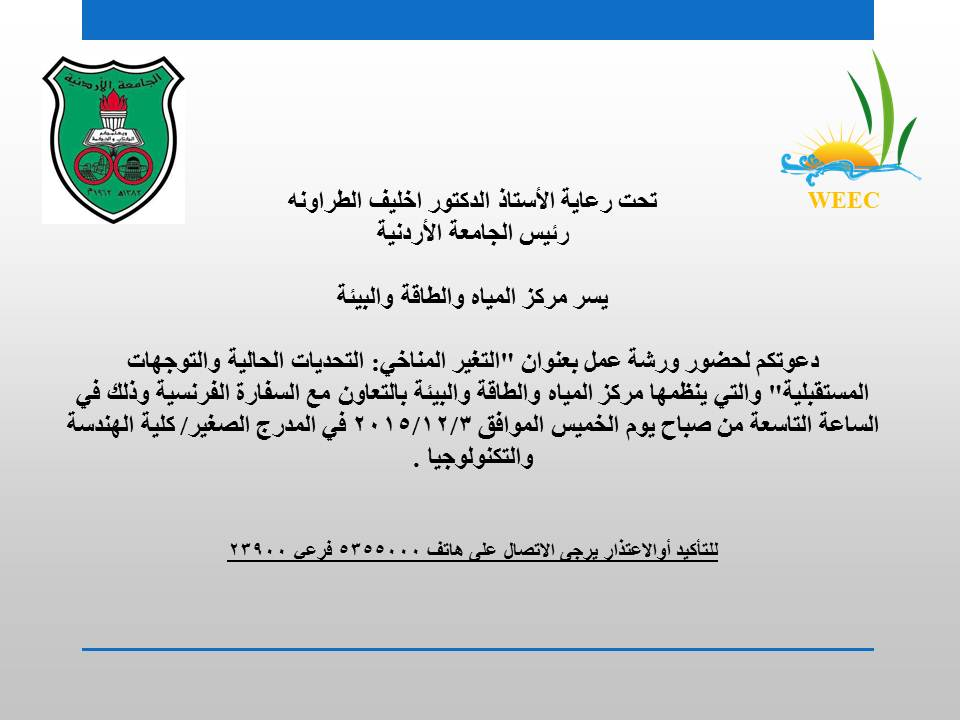 الجامعة الأردنية
١٣٨٢هـ ١٩٦٢م
WEEC
تحت رعاية الأستاذ الدكتور اخليف الطراونه
رئيس الجامعة الأردنية
يسر مركز المياه والطاقة والبيئة
دعوتكم لحضور ورشة عمل بعنوان "التغير المناخي: التحديات الحالية والتوجهات
المستقبلية" والتي ينظمها مركز المياه والطاقة والبيئة بالتعاون مع السفارة الفرنسية وذلك في
الساعة التاسعة من صباح يوم الخميس الموافق ٢٠١٥/١٢/٣ في المدرج الصغير/ كلية الهندسة
والتكنولوجيا .
للتأكيد أوالاعتذار يرجى الاتصال على هاتف ٥٣٥٥٠٠٠ فرعي ٢٣٩٠٠